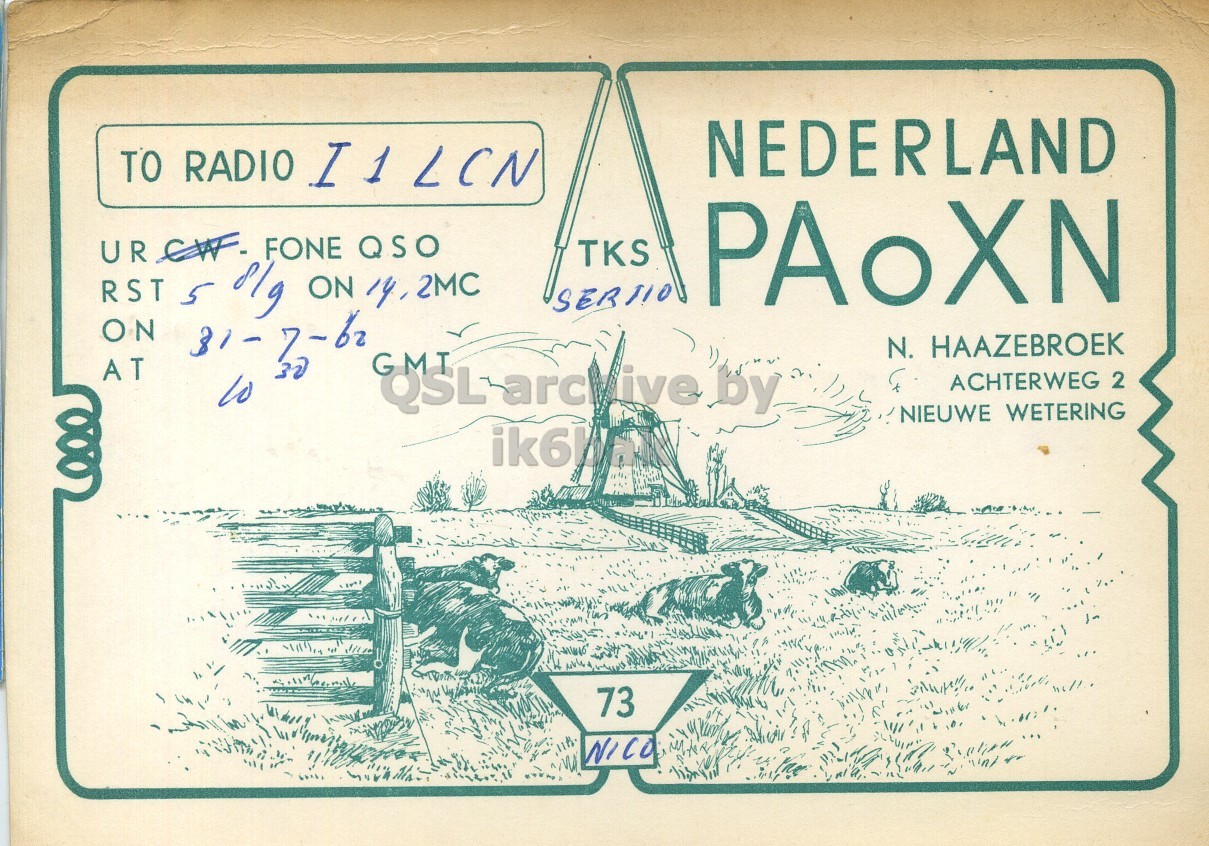 TO RADIO I 1 LCN
UR CW - FONE QSO
RST 5 8/9 ON 14.2MC
ON 31-7-62
AT 10 30 GMT
TKS
SERTIO
NEDERLAND
PAoXN
N. HAAZEBROEK
ACHTERWEG 2
NIEUWE WETERING
QSL archive by
ik6bak
73
NICO